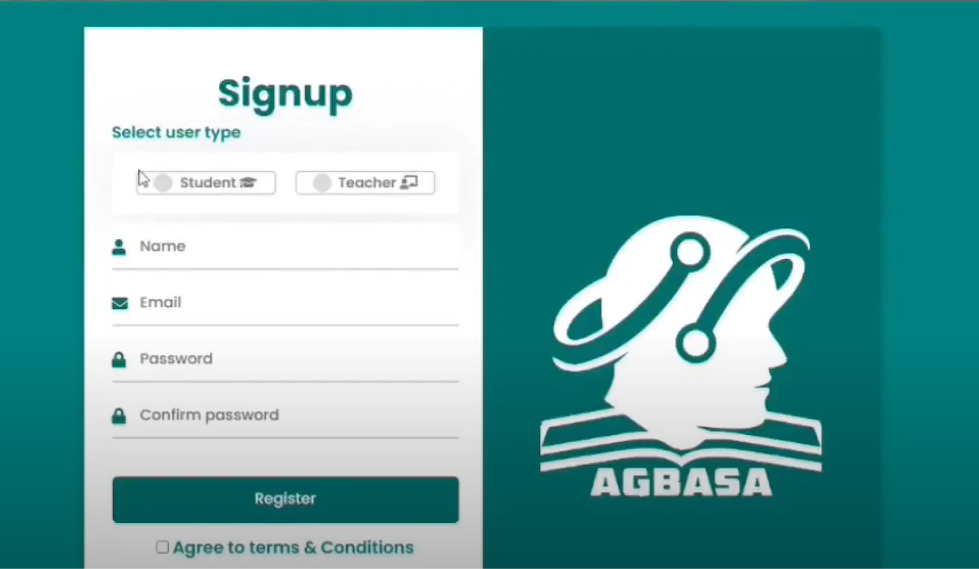 Signup
Select user type
Student
Teacher
Name
Email
Password
Confirm password
Register
Agree to terms & Conditions
AGBASA